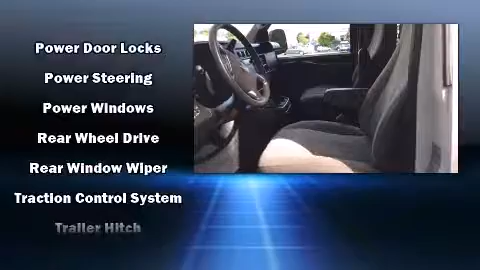 Power Door Locks
Power Steering
Power Windows
Rear Wheel Drive
Rear Window Wiper
Traction Control System
Trailer Hitch